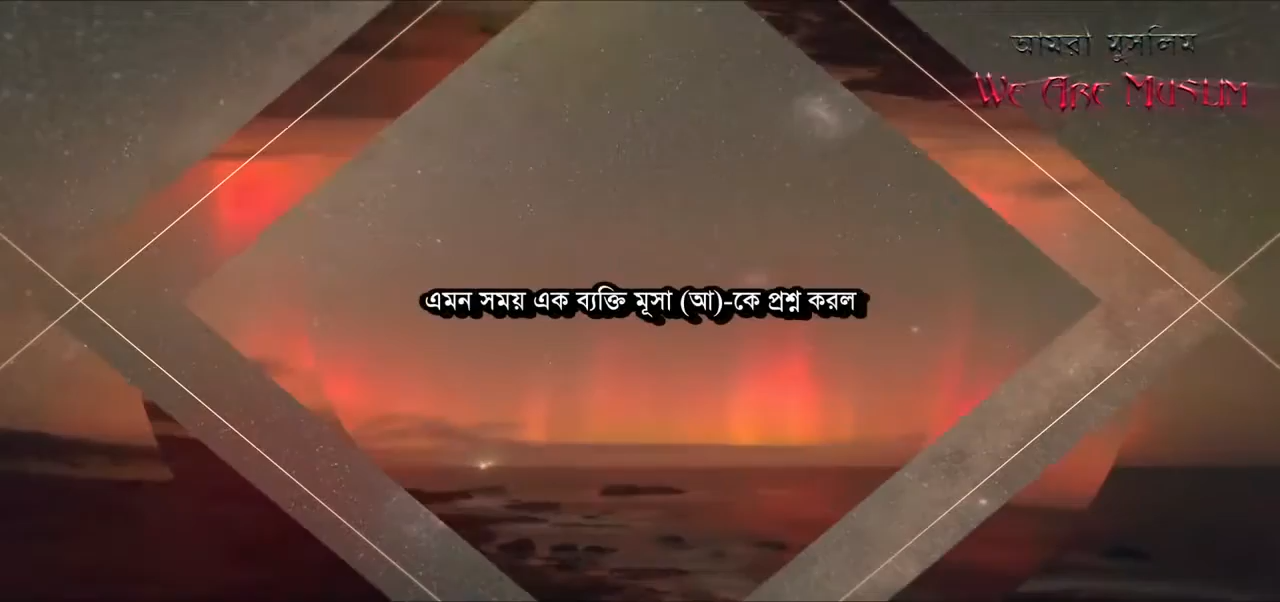 আমরা মুসলিম
WE ARE MUSLIM
এমন সময় এক ব্যক্তি মূসা (আ)-কে প্রশ্ন করল